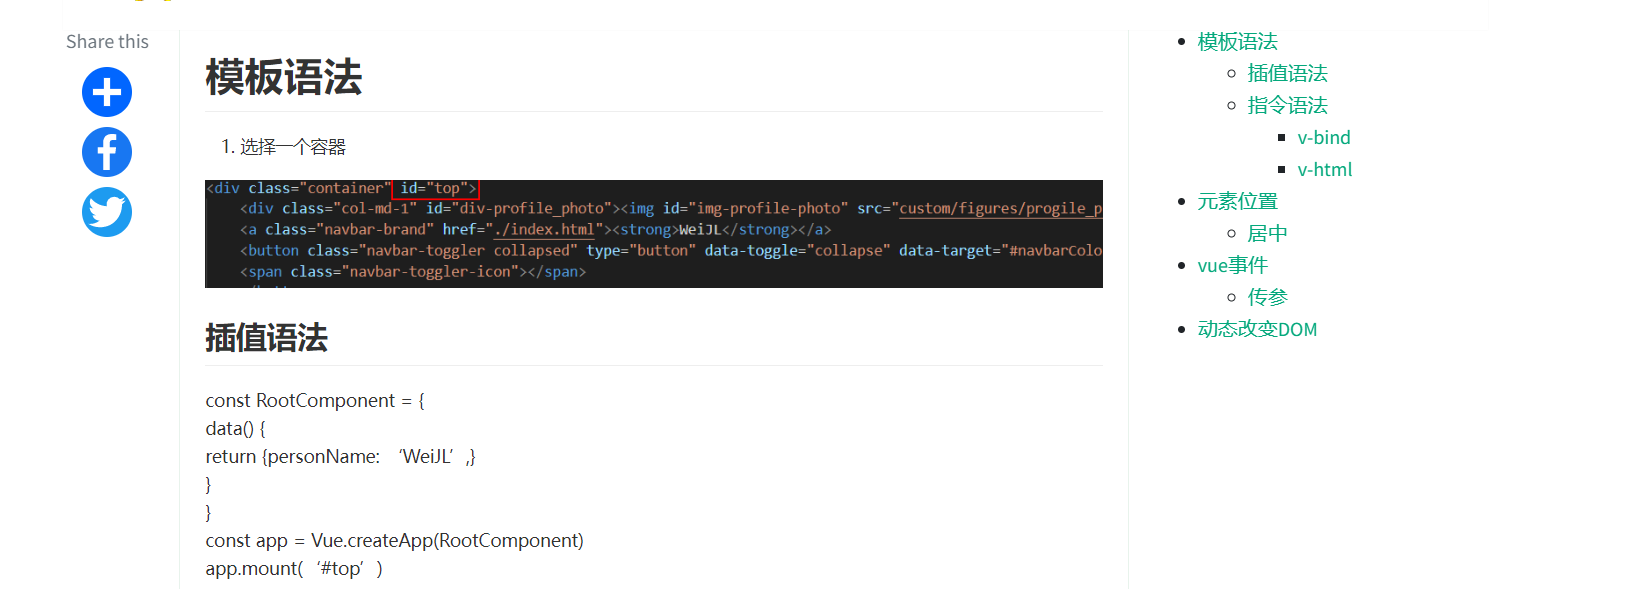 Share this
模板语法
1. 选择一个容器
<div class="container" id="top">
<div class="col-md-1" id="div-profile_photo"><img id="img-profile-photo" src="custom/figures/progile_p
<a class="navbar-brand" href="./index.html"><strong>WeiJL</strong></a>
<button class="navbar-toggler collapsed" type="button" data-toggle="collapse" data-target="#navbarColo
<span class="navbar-toggler-icon"></span>
插值语法
const RootComponent = {
data() {
return {personName: ‘WeiJL’,}
}
}
const app = Vue.createApp(RootComponent)
app.mount(‘#top’)
模板语法
插值语法
指令语法
v-bind
v-html
元素位置
居中
vue事件
传参
动态改变DOM